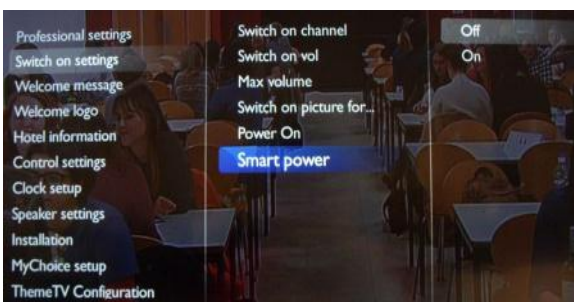 Professional settings
Switch on settings
Welcome message
Welcome logo
Hotel information
Control settings
Clock setup
Speaker settings
Installation
MyChoice setup
ThemeTV Configuration
Switch on channel
Switch on vol
Max volume
Switch on picture for...
Power On
Smart power
Off
On